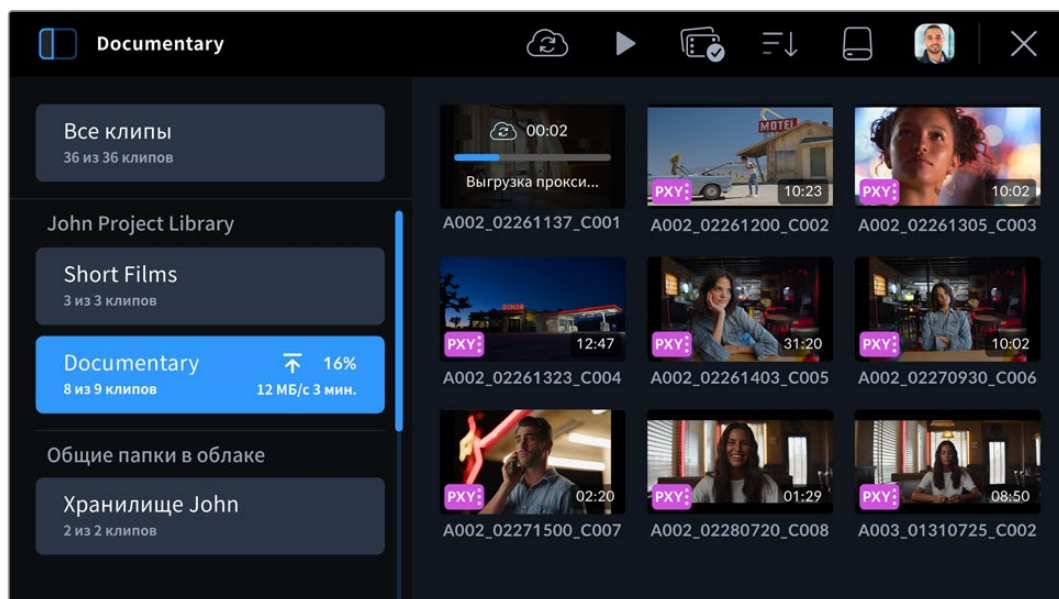 Documentary
Все клипы
36 из 36 клипов
John Project Library
Short Films
3 из 3 клипов
Documentary 16%
8 из 9 клипов 12 МБ/с 3 мин.
Общие папки в облаке
Хранилище John
2 из 2 клипов
00:02
Выгрузка прокси...
A002_02261137_C001
MOTEL
PXY 10:23
A002_02261200_C002
PXY 10:02
A002_02261305_C003
DINER
PXY 12:47
A002_02261323_C004
PXY 31:20
A002_02261403_C005
PXY 10:02
A002_02270930_C006
PXY 02:20
A002_02271500_C007
PXY 01:29
A002_02280720_C008
PXY 08:50
A003_01310725_C002